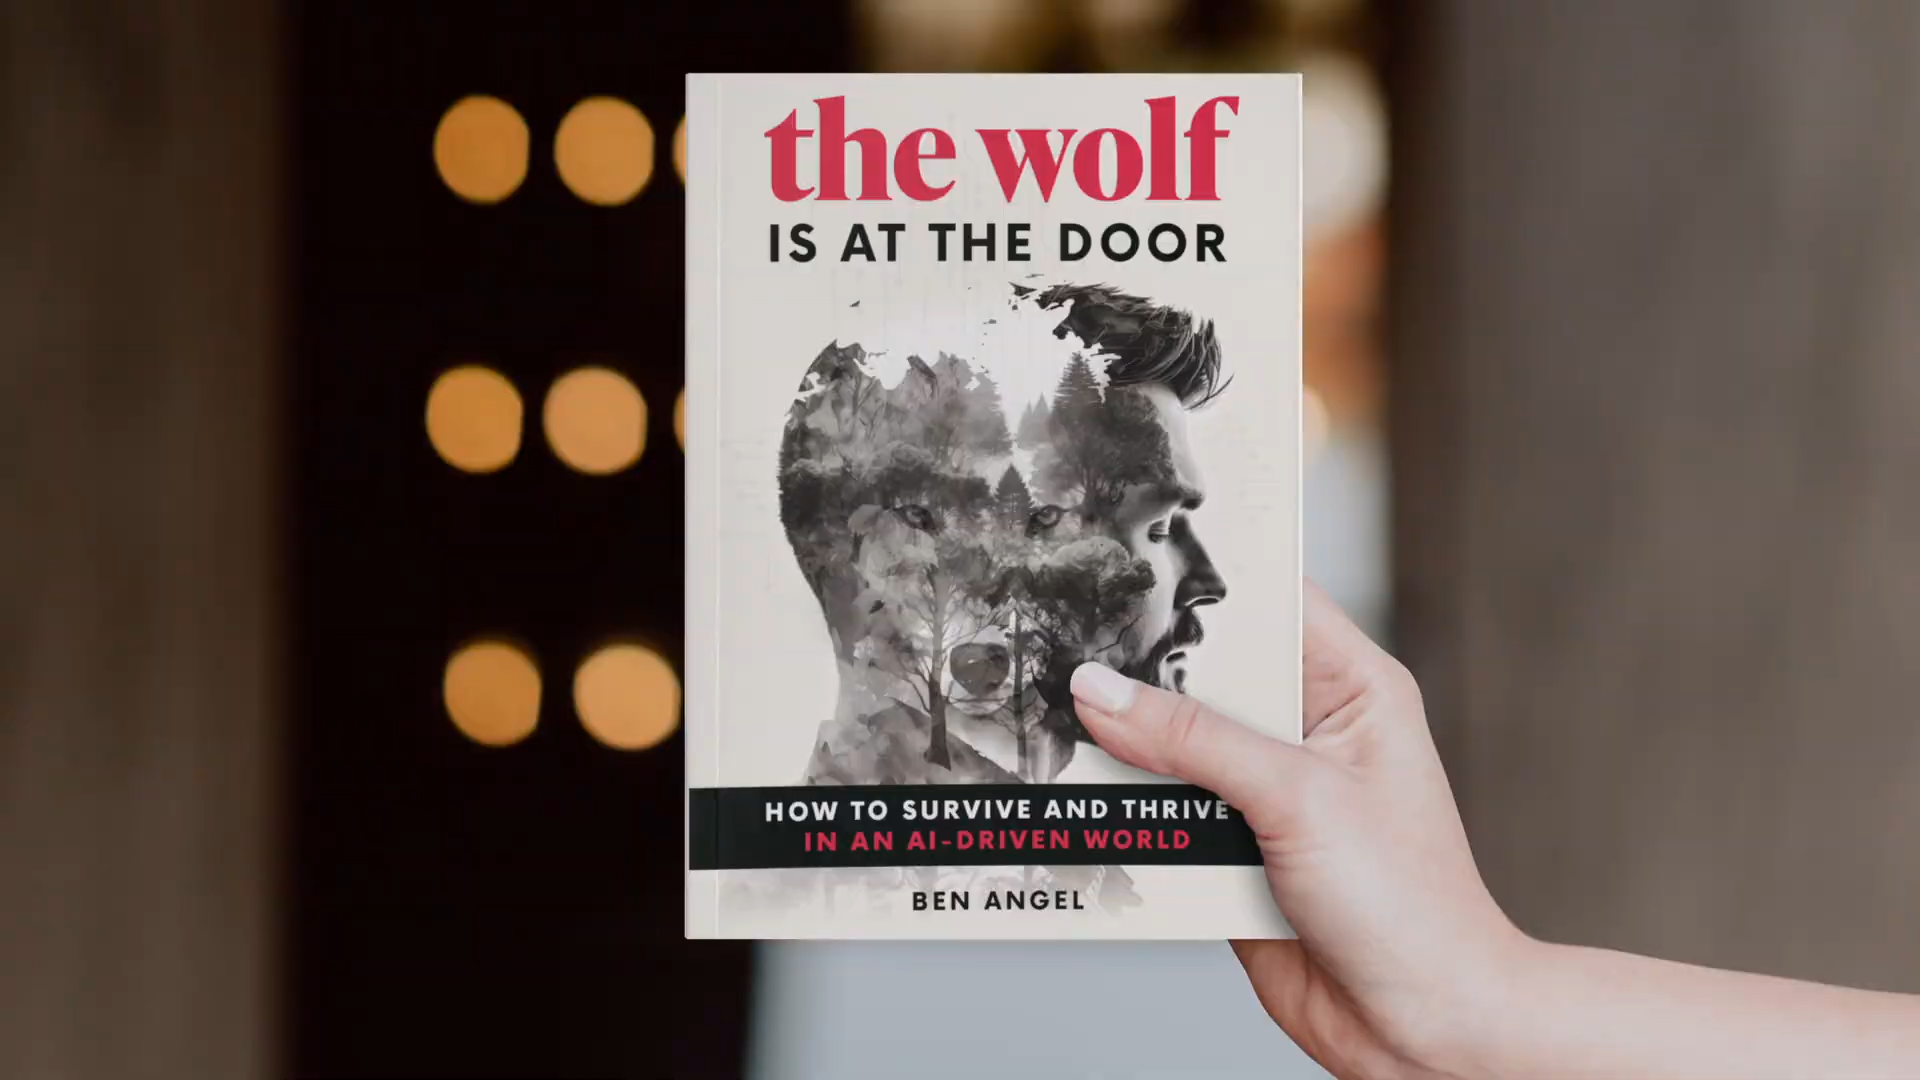 the wolf
IS AT THE DOOR
HOW TO SURVIVE AND THRIVE
IN AN AI-DRIVEN WORLD
BEN ANGEL